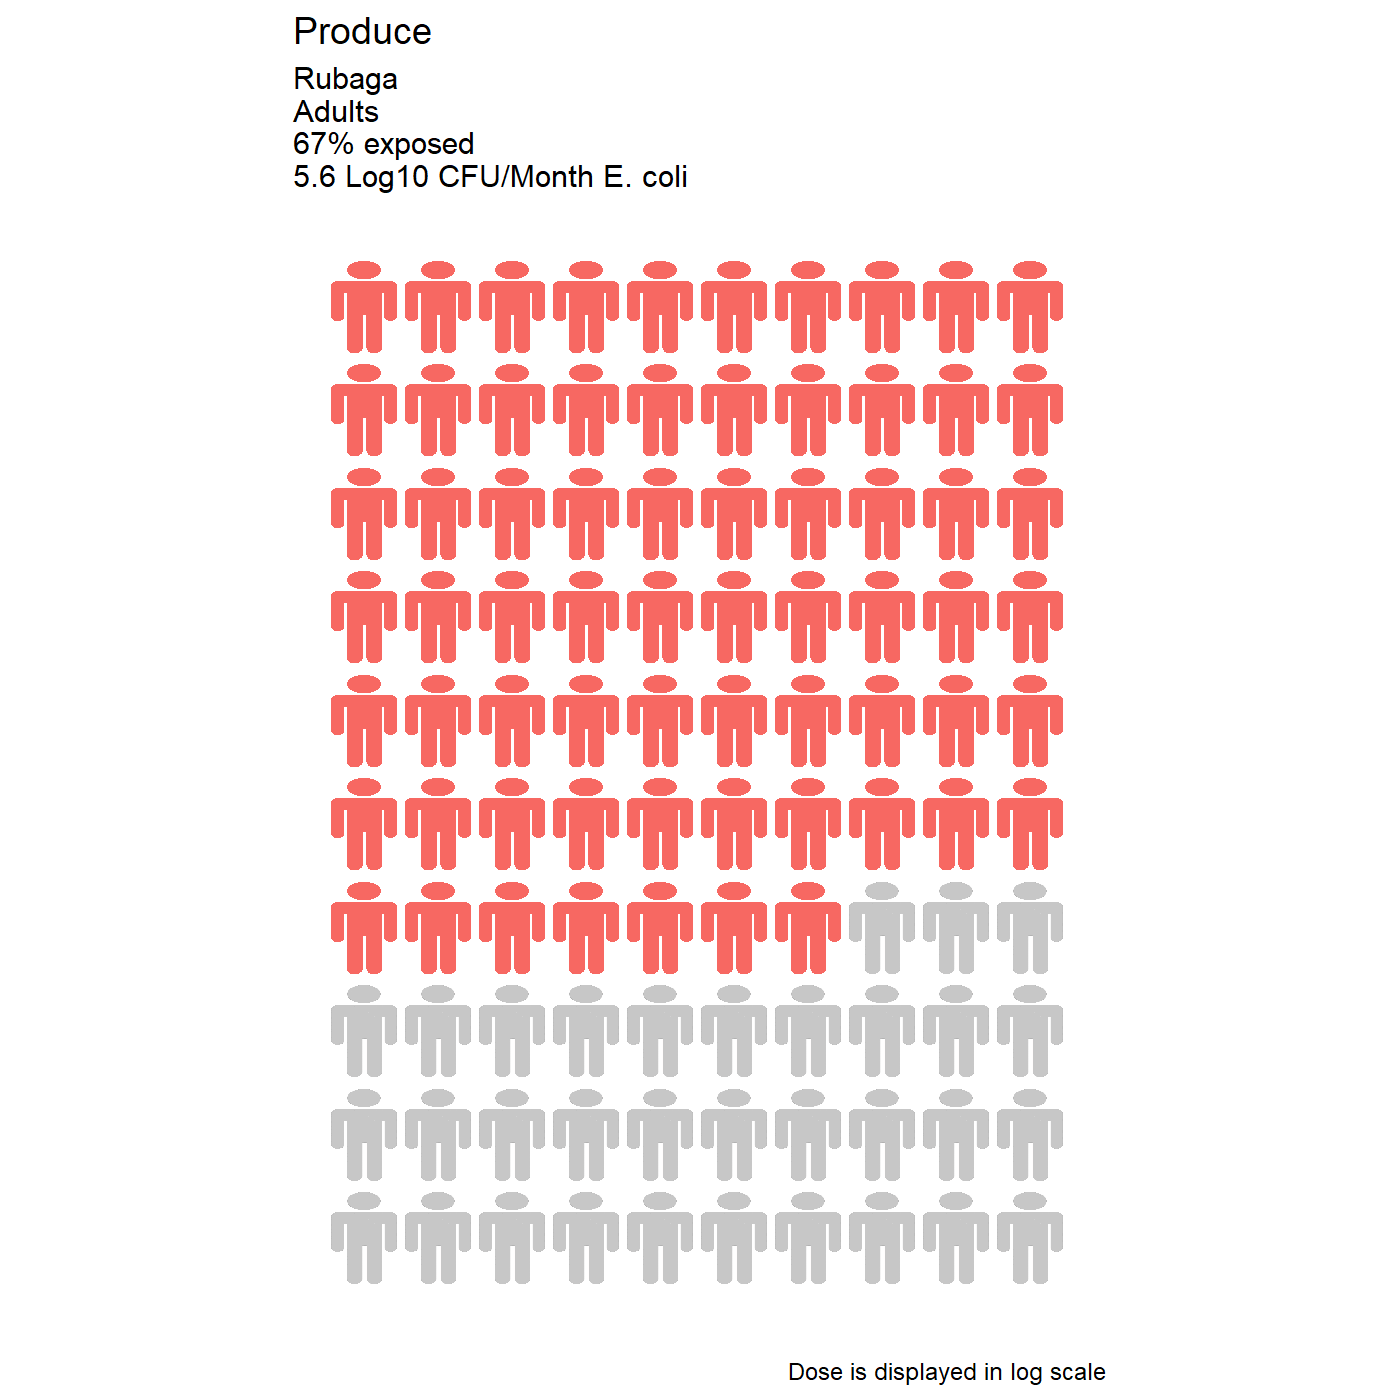 Produce
Rubaga
Adults
67% exposed
5.6 Log10 CFU/Month E. coli
Dose is displayed in log scale